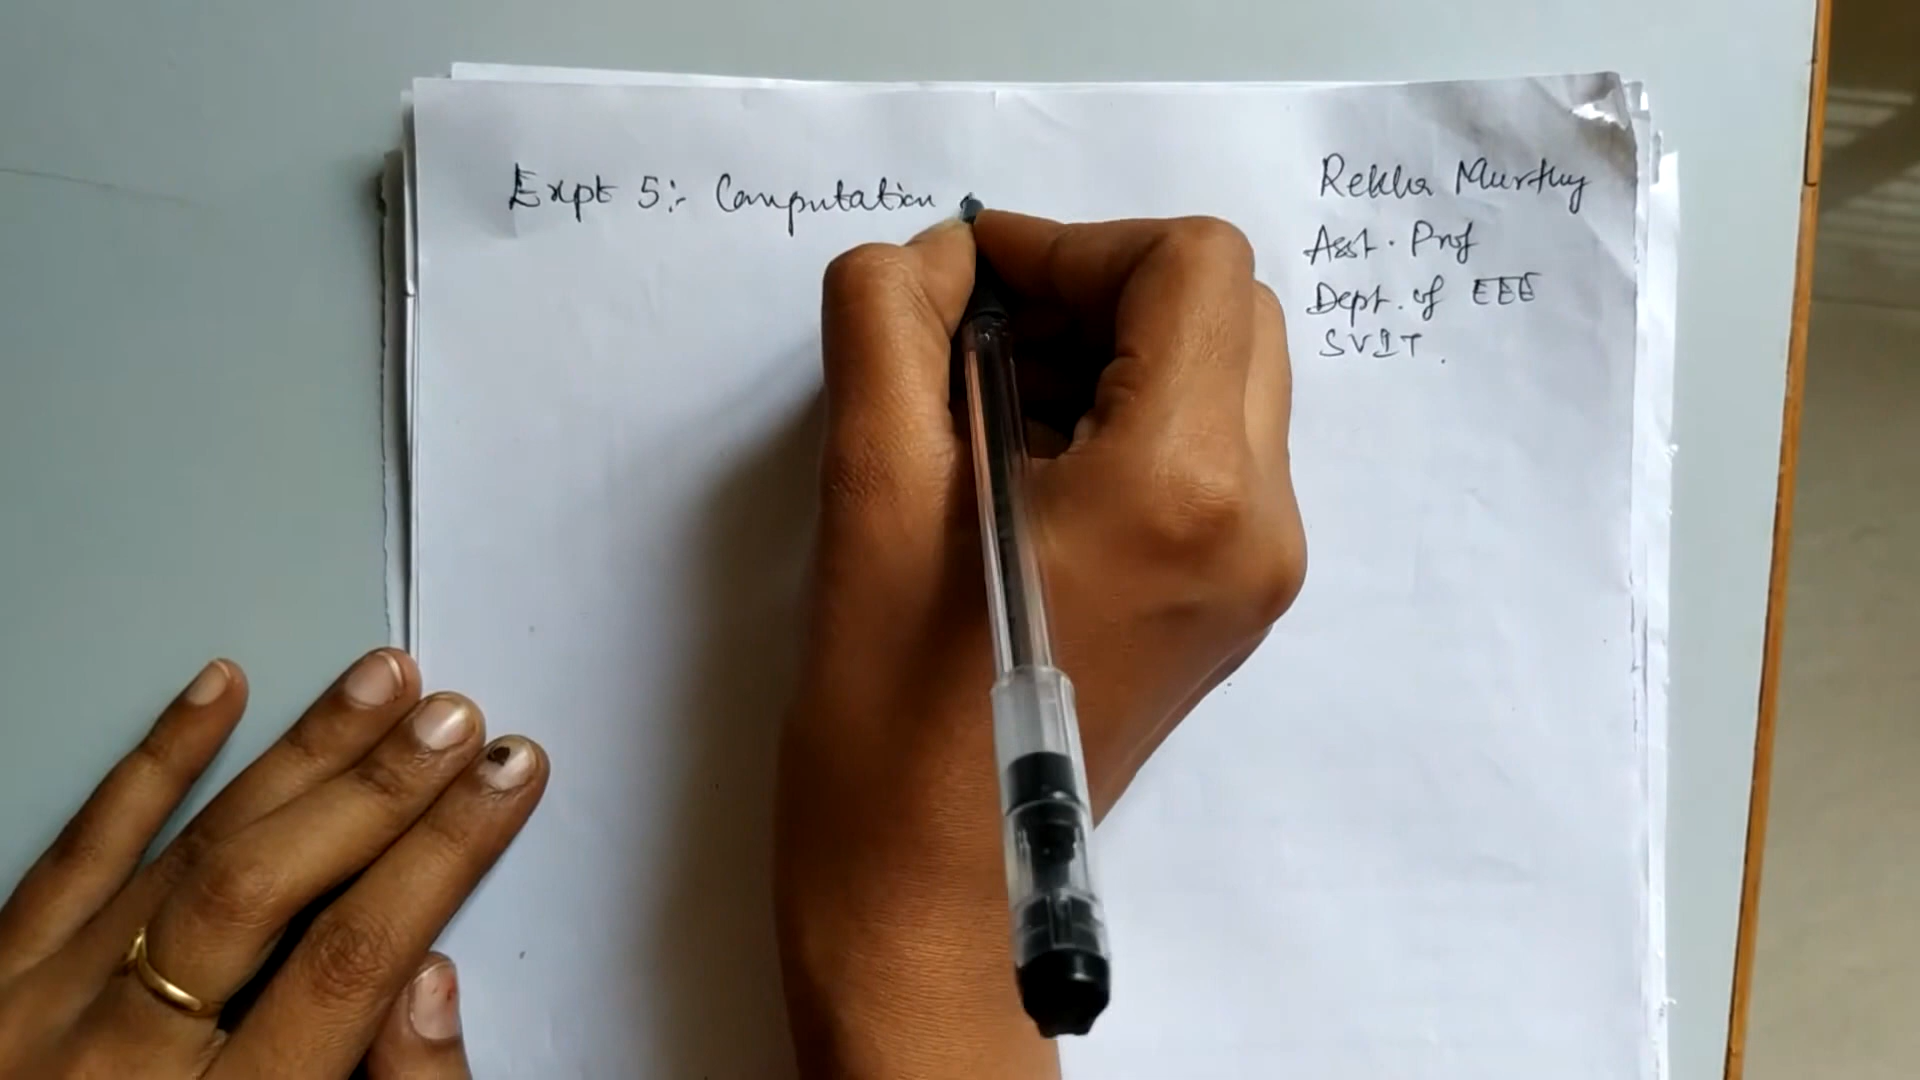 Expt 5:- Computation
Rekha Murthy
Asst. Prof
Dept. of EEE
SVIT.